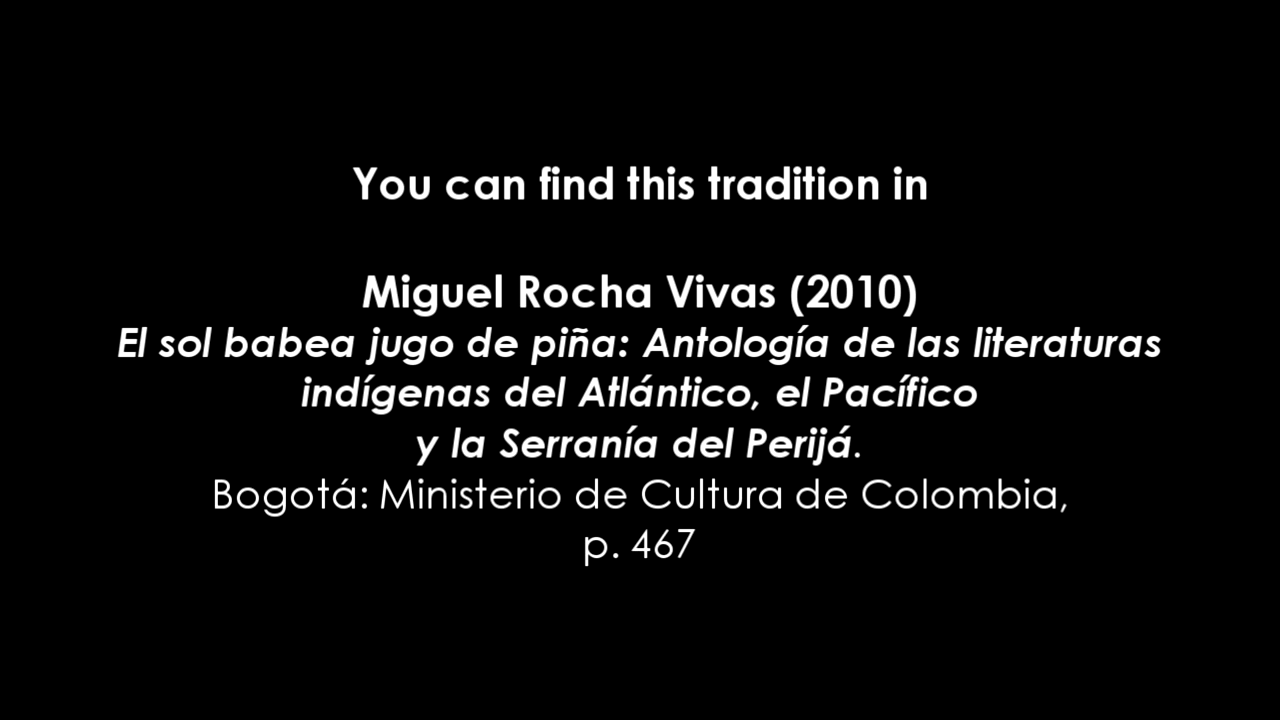 You can find this tradition in
Miguel Rocha Vivas (2010)
El sol babea jugo de piña: Antología de las literaturas
indígenas del Atlántico, el Pacífico
y la Serranía del Perijá.
Bogotá: Ministerio de Cultura de Colombia,
p. 467